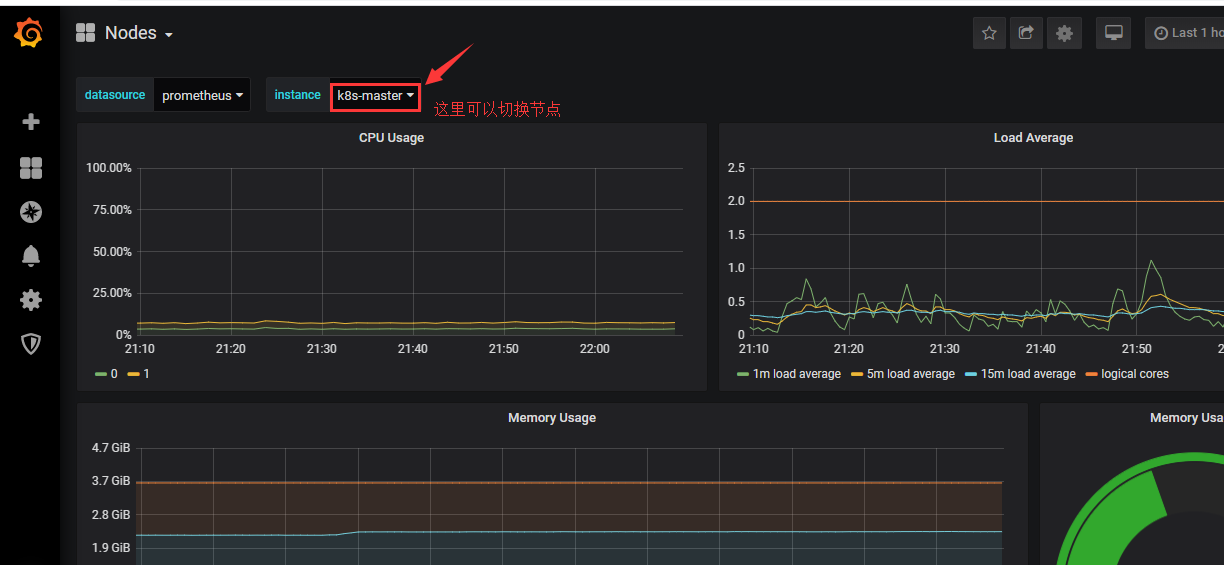 Nodes
Last 1 ho
datasource prometheus instance k8s-master
这里可以切换节点
CPU Usage
100.00%
75.00%
50.00%
25.00%
0%
21:10 21:20 21:30 21:40 21:50 22:00
0 1
Load Average
2.5
2.0
1.5
1.0
0.5
0
21:10 21:20 21:30 21:40 21:50 2
1m load average 5m load average 15m load average logical cores
Memory Usage
4.7 GiB
3.7 GiB
2.8 GiB
1.9 GiB
Memory Usa